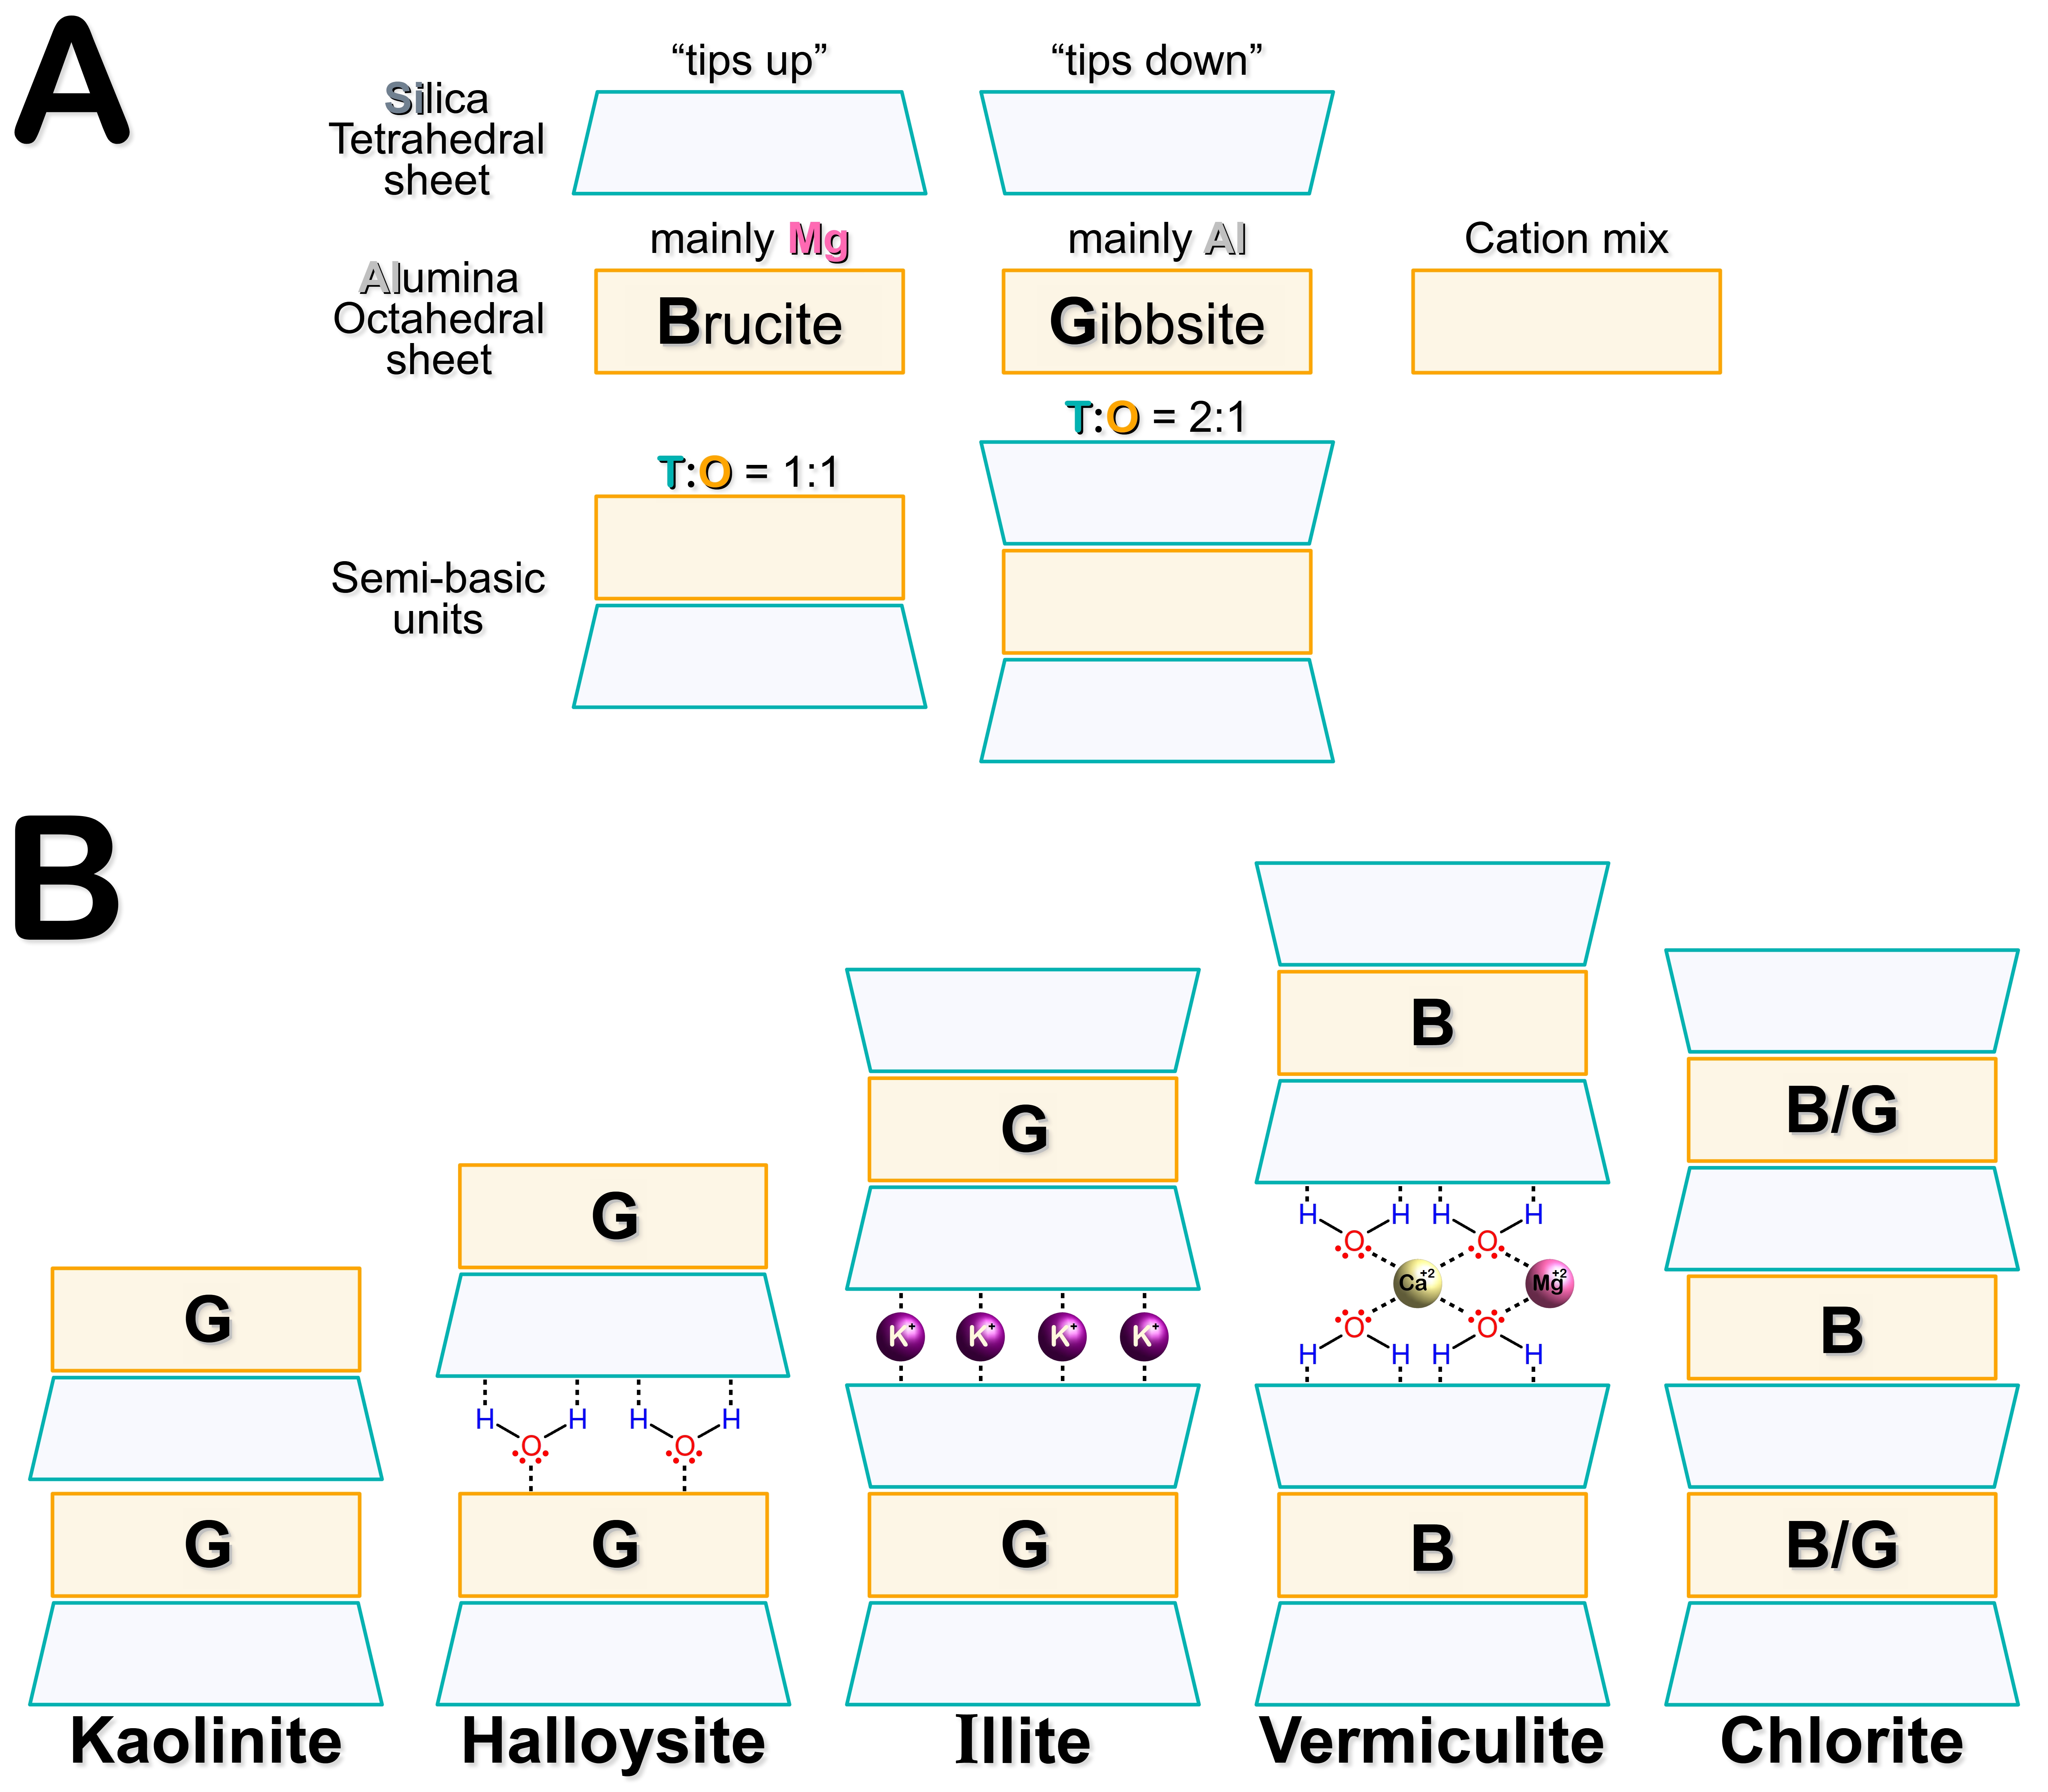 A
“tips up”
“tips down”
Silica
Tetrahedral
sheet
mainly Mg
mainly Al
Cation mix
Alumina
Octahedral
sheet
Brucite
Gibbsite
T:O = 2:1
T:O = 1:1
Semi-basic
units
B
G
G
Kaolinite
G
H H H H
O O
G
Halloysite
G
K+ K+ K+ K+
G
Illite
B
H H H H
O O
Ca+2 Mg+2
O O
H H H H
B
Vermiculite
B/G
B
B/G
Chlorite